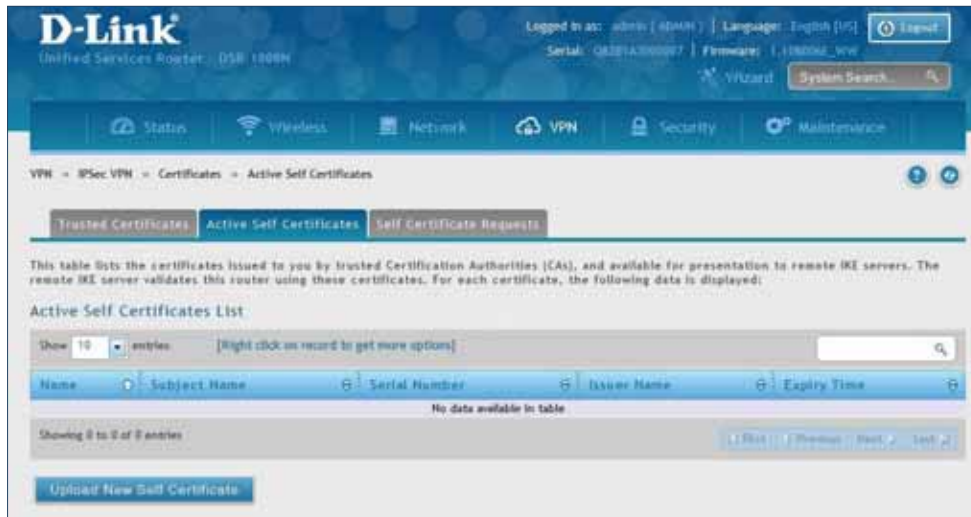 D-Link
Logged in as: admin ( ADMIN ) | Language: English [US]
Logout
Unified Services Router - DSR-1000N
Serial: | Firmware:
Wizard
System Search...
Status
Wireless
Network
VPN
Security
Maintenance
VPN » IPSec VPN » Certificates » Active Self Certificates
Trusted Certificates
Active Self Certificates
Self Certificate Requests
This table lists the certificates issued to you by trusted Certification Authorities (CAs), and available for presentation to remote IKE servers. The
remote IKE server validates this router using these certificates. For each certificate, the following data is displayed:
Active Self Certificates List
Show 10 entries [Right click on record to get more options]
Name Subject Name Serial Number Issuer Name Expiry Time
No data available in table
Showing 0 to 0 of 0 entries
First Previous Next Last
Upload New Self Certificate